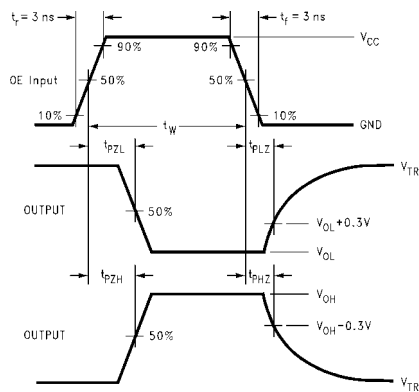 tr = 3 ns
tf = 3 ns
90%
90%
VCC
OE Input
50%
50%
10%
10%
GND
tW
tPZL
tPLZ
VTR
OUTPUT
50%
VOL+0.3V
VOL
tPZH
tPHZ
VOH
VOH−0.3V
OUTPUT
50%
VTR